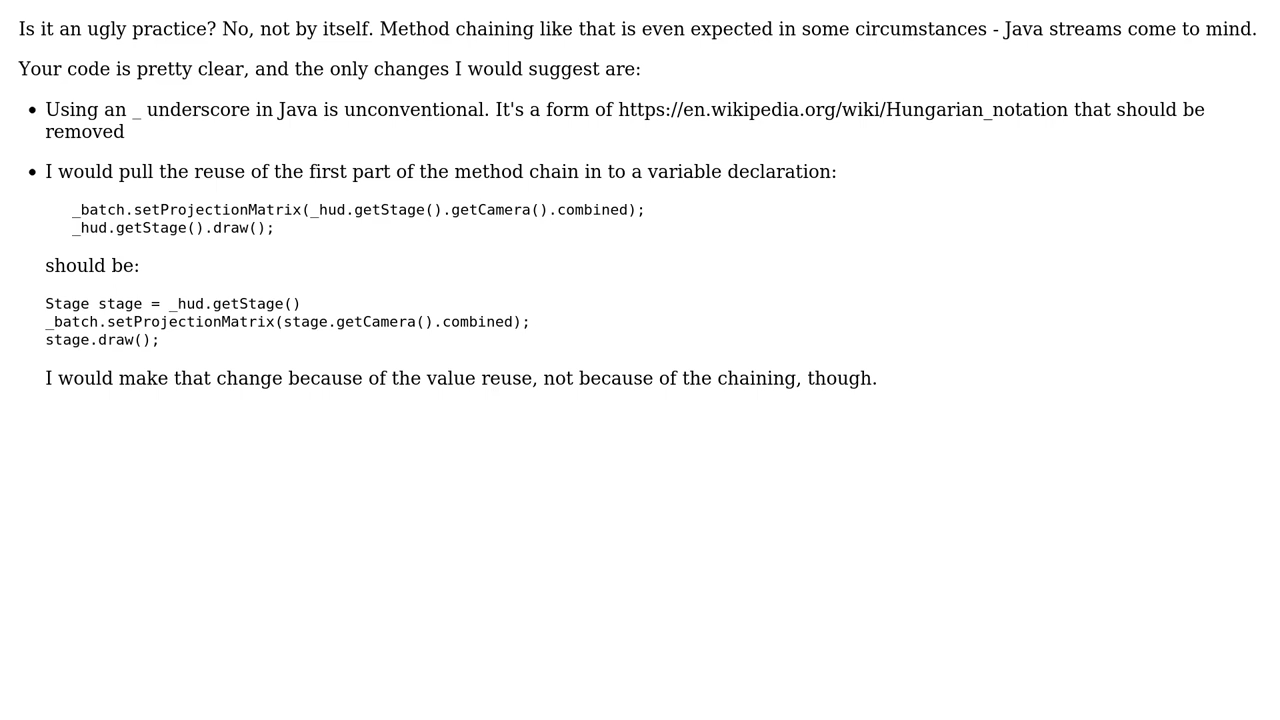 Is it an ugly practice? No, not by itself. Method chaining like that is even expected in some circumstances - Java streams come to mind.
Your code is pretty clear, and the only changes I would suggest are:
• Using an _ underscore in Java is unconventional. It's a form of https://en.wikipedia.org/wiki/Hungarian_notation that should be
removed
• I would pull the reuse of the first part of the method chain in to a variable declaration:
_batch.setProjectionMatrix(_hud.getStage().getCamera().combined);
_hud.getStage().draw();
should be:
Stage stage = _hud.getStage()
_batch.setProjectionMatrix(stage.getCamera().combined);
stage.draw();
I would make that change because of the value reuse, not because of the chaining, though.